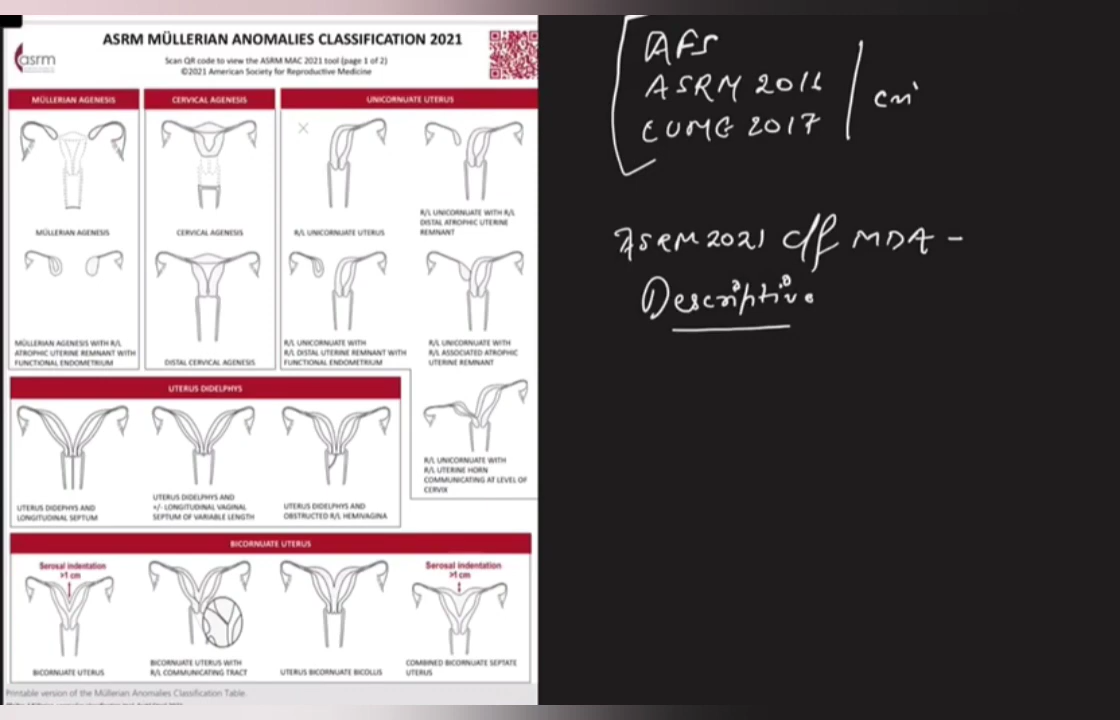 ASRM MÜLLERIAN ANOMALIES CLASSIFICATION 2021
asrm
Scan QR code to view the ASRM MAC 2021 tool (page 1 of 2)
©2021 American Society for Reproductive Medicine
MÜLLERIAN AGENESIS
CERVICAL AGENESIS
UNICORNUATE UTERUS
MÜLLERIAN AGENESIS
CERVICAL AGENESIS
R/L UNICORNUATE UTERUS
R/L UNICORNUATE WITH R/L
DISTAL ATROPHIC UTERINE
REMNANT
MÜLLERIAN AGENESIS WITH R/L
ATROPHIC UTERINE REMNANT WITH
FUNCTIONAL ENDOMETRIUM
DISTAL CERVICAL AGENESIS
R/L UNICORNUATE WITH
R/L DISTAL UTERINE REMNANT WITH
FUNCTIONAL ENDOMETRIUM
R/L UNICORNUATE WITH
R/L ASSOCIATED ATROPHIC
UTERINE REMNANT
UTERUS DIDELPHYS
UTERUS DIDEPHYS AND
LONGITUDINAL SEPTUM
UTERUS DIDELPHYS AND
+/- LONGITUDINAL VAGINAL
SEPTUM OF VARIABLE LENGTH
UTERUS DIDELPHYS AND
OBSTRUCTED R/L HEMIVAGINA
R/L UNICORNUATE WITH
R/L UTERINE HORN
COMMUNICATING AT LEVEL OF
CERVIX
BICORNUATE UTERUS
Serosal indentation
>1 cm
Serosal indentation
>1 cm
BICORNUATE UTERUS
BICORNUATE UTERUS WITH
R/L COMMUNICATING TRACT
UTERUS BICORNUATE BICOLLIS
COMBINED BICORNUATE SEPTATE
UTERUS
Printable version of the Müllerian Anomalies Classification Table.
AFS
ASRM 2016
CUME 2017
ASRM 2021 c/f MDA -
Descriptive